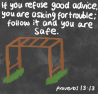 If you refuse good advice,
you are asking for trouble;
follow it and you are
safe.
Proverbs 13:13